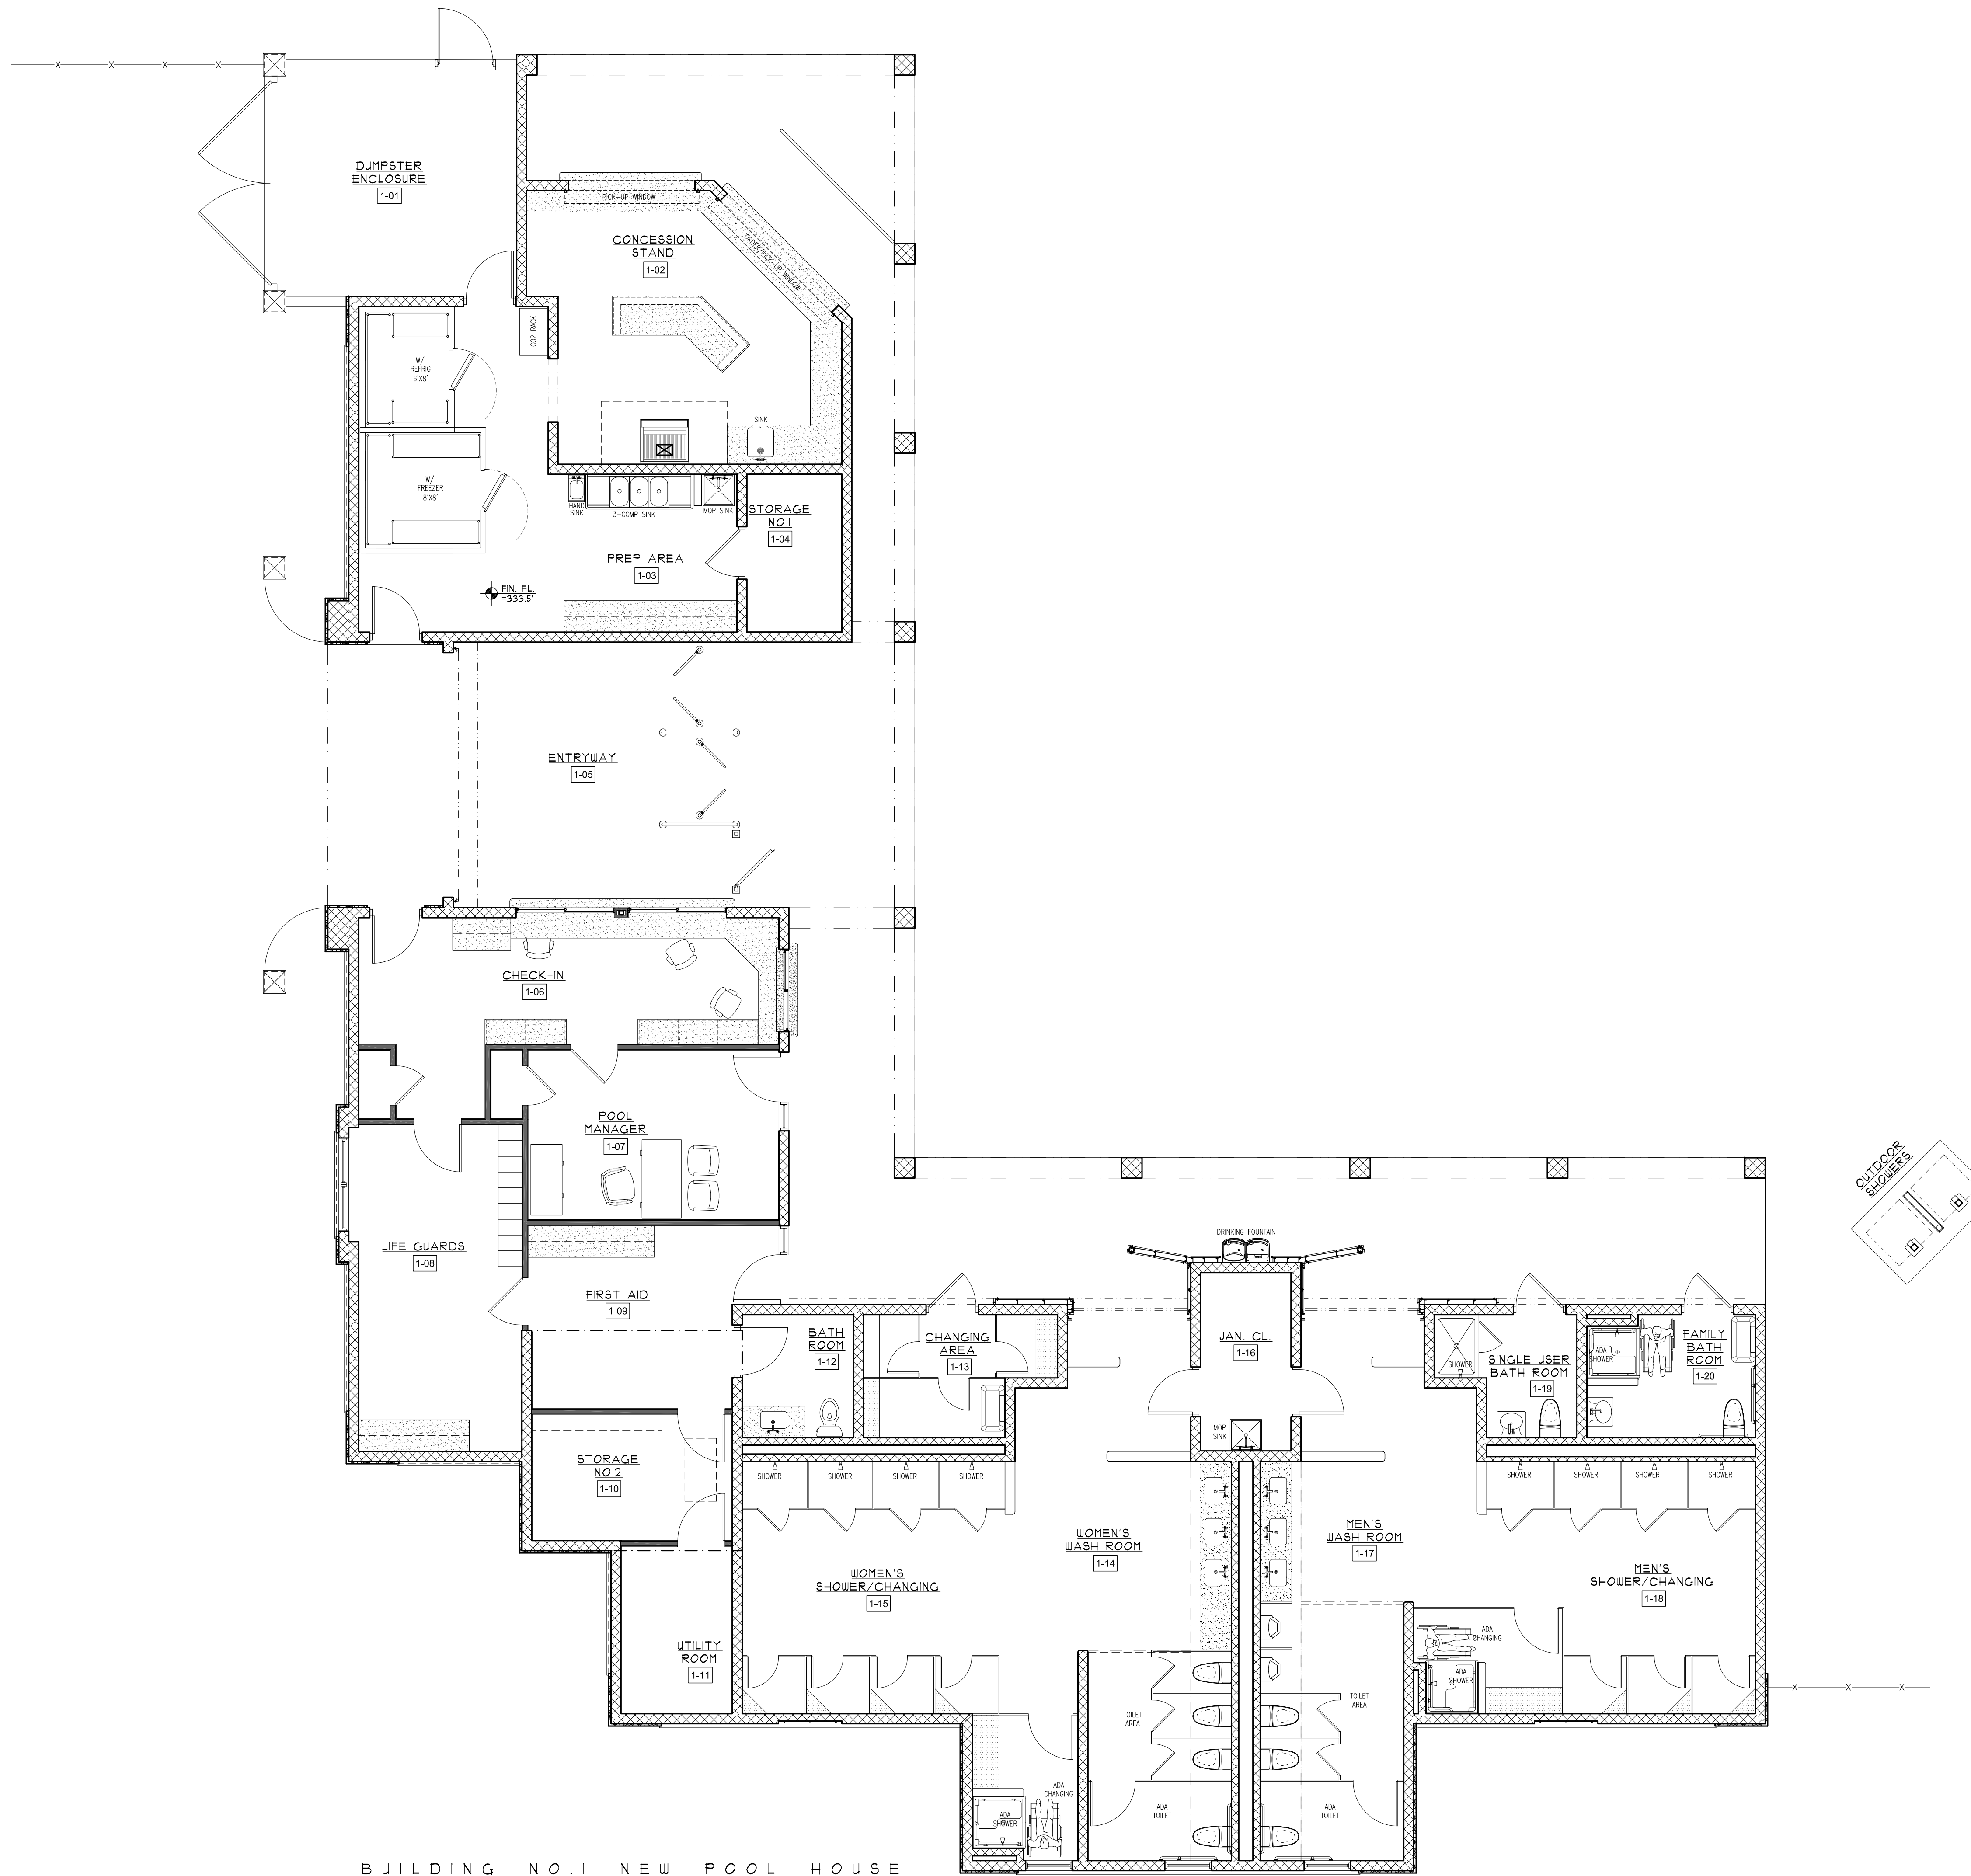 DUMPSTER
ENCLOSURE
1-01
PICK-UP WINDOW
ORDER/PICK-UP WINDOW
CONCESSION
STAND
1-02
CO2 RACK
W/I
REFRIG
6'X8'
SINK
W/I
FREEZER
8'X8'
HAND
SINK
3-COMP SINK
MOP SINK
STORAGE
NO.1
1-04
PREP AREA
1-03
FIN. FL.
=333.5'
ENTRYWAY
1-05
CHECK-IN
1-06
POOL
MANAGER
1-07
OUTDOOR
SHOWERS
LIFE GUARDS
1-08
DRINKING FOUNTAIN
FIRST AID
1-09
BATH
ROOM
1-12
CHANGING
AREA
1-13
JAN. CL.
1-16
SHOWER
SINGLE USER
BATH ROOM
1-19
ADA
SHOWER
FAMILY
BATH
ROOM
1-20
MOP
SINK
STORAGE
NO.2
1-10
SHOWER
SHOWER
SHOWER
SHOWER
SHOWER
SHOWER
SHOWER
SHOWER
WOMEN'S
WASH ROOM
1-14
MEN'S
WASH ROOM
1-17
WOMEN'S
SHOWER/CHANGING
1-15
MEN'S
SHOWER/CHANGING
1-18
UTILITY
ROOM
1-11
ADA
CHANGING
ADA
SHOWER
TOILET
AREA
TOILET
AREA
ADA
CHANGING
ADA
SHOWER
ADA
TOILET
ADA
TOILET
BUILDING NO.1 NEW POOL HOUSE